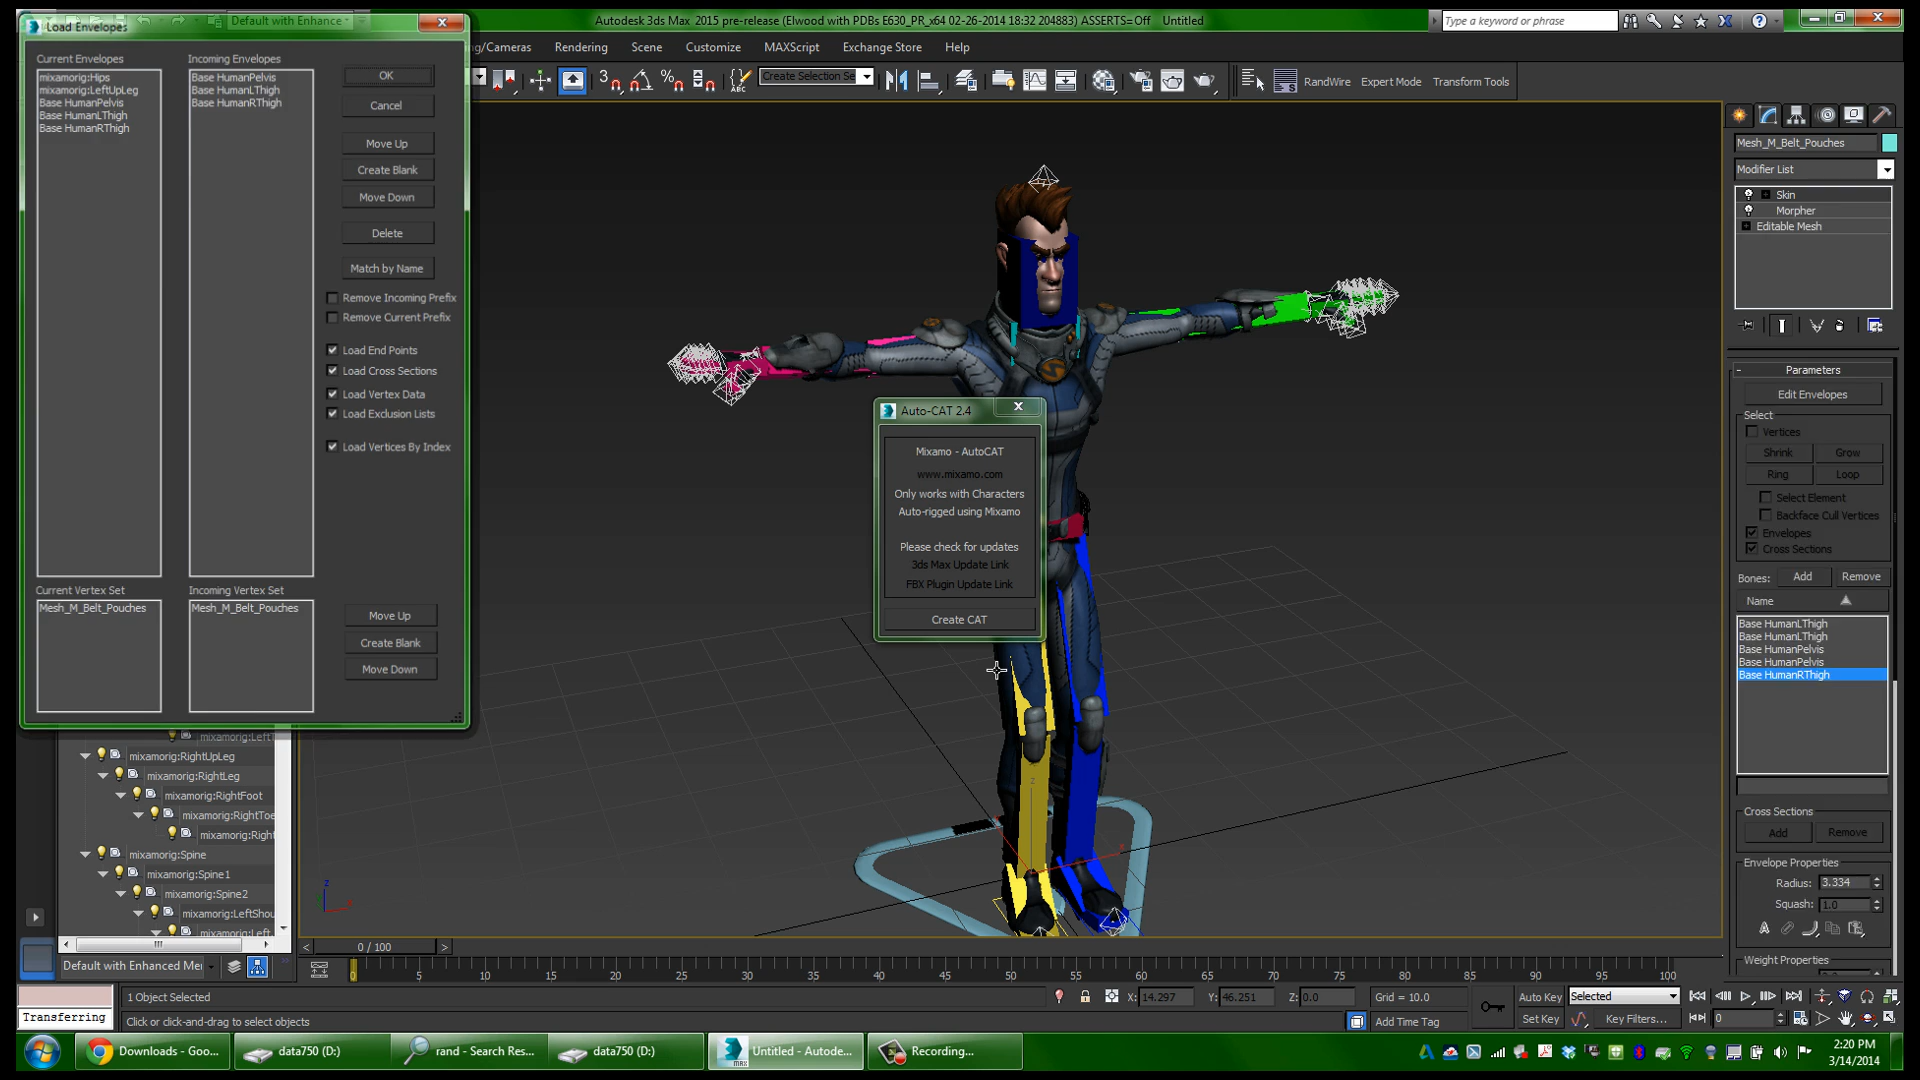 Default with Enhance
Autodesk 3ds Max 2015 pre-release (Elwood with PDBs E630_PR_x64 02-26-2014 18:32 204883) ASSERTS=Off Untitled
Type a keyword or phrase
Load Envelopes
ng/Cameras Rendering Scene Customize MAXScript Exchange Store Help
Create Selection Se
RandWire Expert Mode Transform Tools
Current Envelopes
mixamorig:Hips
mixamorig:LeftUpLeg
Base HumanPelvis
Base HumanLThigh
Base HumanRThigh
Incoming Envelopes
Base HumanPelvis
Base HumanLThigh
Base HumanRThigh
OK
Cancel
Move Up
Create Blank
Move Down
Delete
Match by Name
Remove Incoming Prefix
Remove Current Prefix
Load End Points
Load Cross Sections
Load Vertex Data
Load Exclusion Lists
Load Vertices By Index
Current Vertex Set
Mesh_M_Belt_Pouches
Incoming Vertex Set
Mesh_M_Belt_Pouches
Move Up
Create Blank
Move Down
mixamorig:LeftT
mixamorig:RightUpLeg
mixamorig:RightLeg
mixamorig:RightFoot
mixamorig:RightToe
mixamorig:Right
mixamorig:Spine
mixamorig:Spine1
mixamorig:Spine2
mixamorig:LeftShou
mixamorig:Left
Default with Enhanced Mer
Auto-CAT 2.4
Mixamo - AutoCAT
www.mixamo.com
Only works with Characters
Auto-rigged using Mixamo
Please check for updates
3ds Max Update Link
FBX Plugin Update Link
Create CAT
Mesh_M_Belt_Pouches
Modifier List
Skin
Morpher
Editable Mesh
Parameters
Edit Envelopes
Select
Vertices
Shrink Grow
Ring Loop
Select Element
Backface Cull Vertices
Envelopes
Cross Sections
Bones: Add Remove
Name
Base HumanLThigh
Base HumanLThigh
Base HumanPelvis
Base HumanPelvis
Base HumanRThigh
Cross Sections
Add Remove
Envelope Properties
Radius: 3.334
Squash: 1.0
Weight Properties
0 / 100
0 5 10 15 20 25 30 35 40 45 50 55 60 65 70 75 80 85 90 95 100
1 Object Selected
X: 14.297 Y: 46.251 Z: 0.0 Grid = 10.0
Auto Key Selected
Transferring
Click or click-and-drag to select objects
Add Time Tag
Set Key Key Filters... 0
Downloads - Goo...
data750 (D:)
rand - Search Res...
data750 (D:)
Untitled - Autode...
Recording...
2:20 PM
3/14/2014